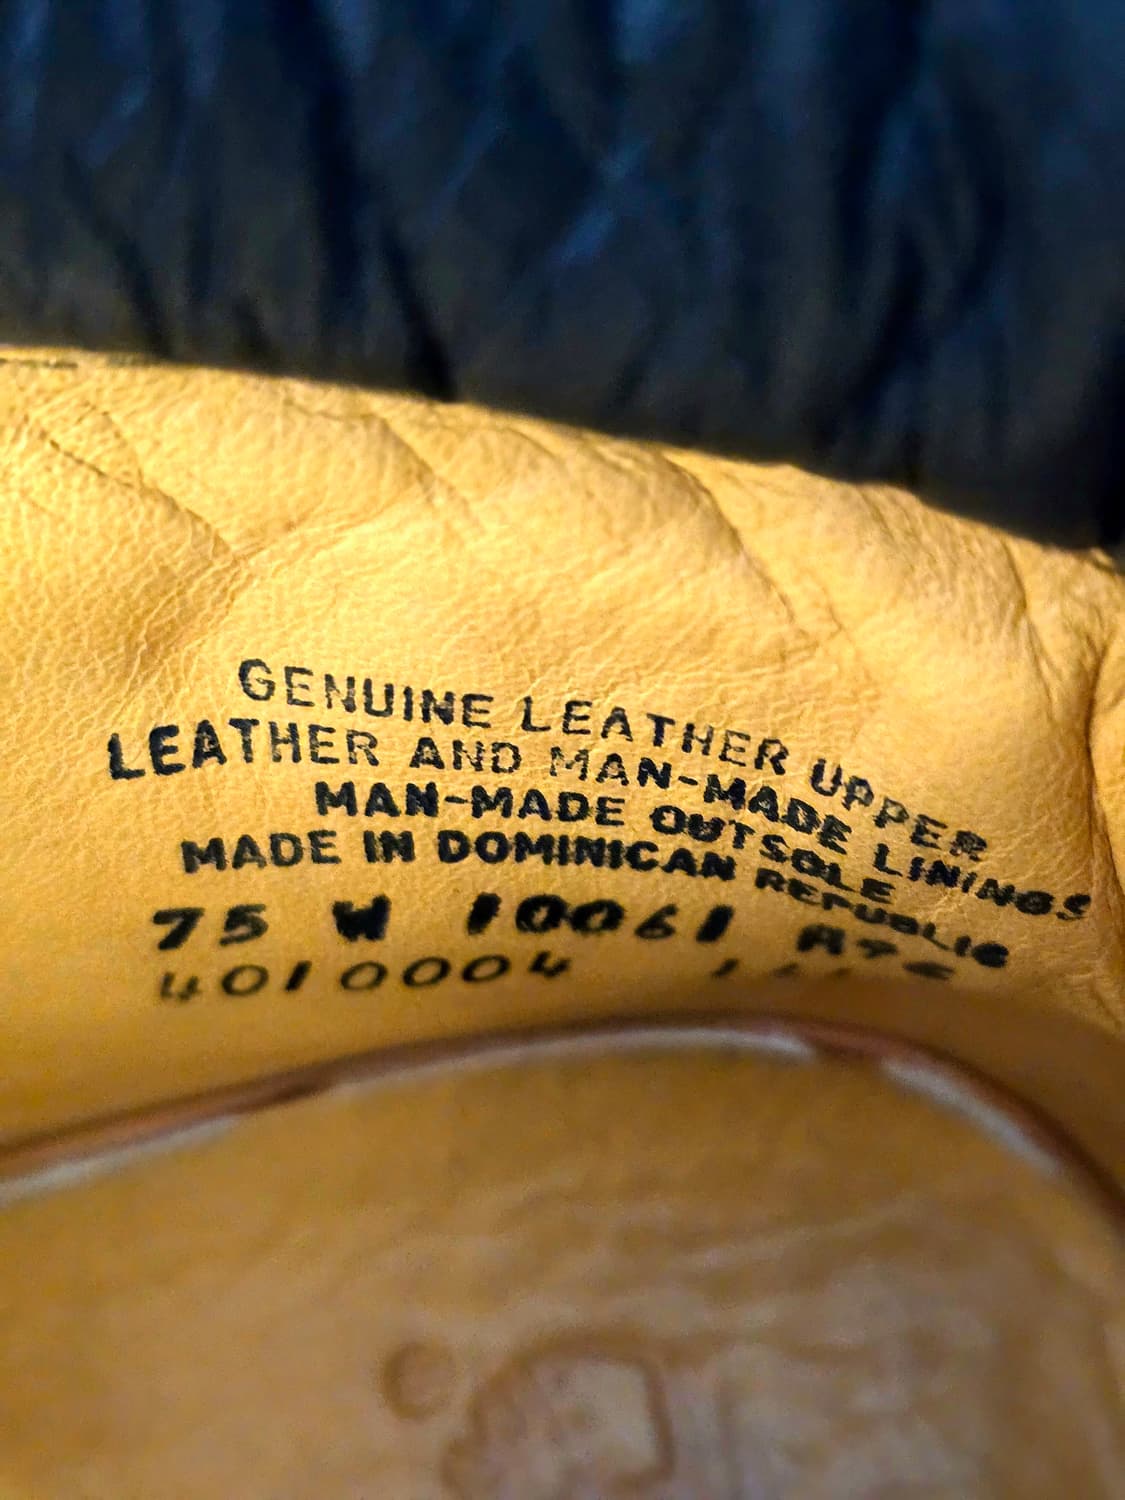 GENUINE LEATHER UPPER
LEATHER AND MAN-MADE LININGS
MAN-MADE OUTSOLE
MADE IN DOMINICAN REPUBLIC
75 W 10061
4010004